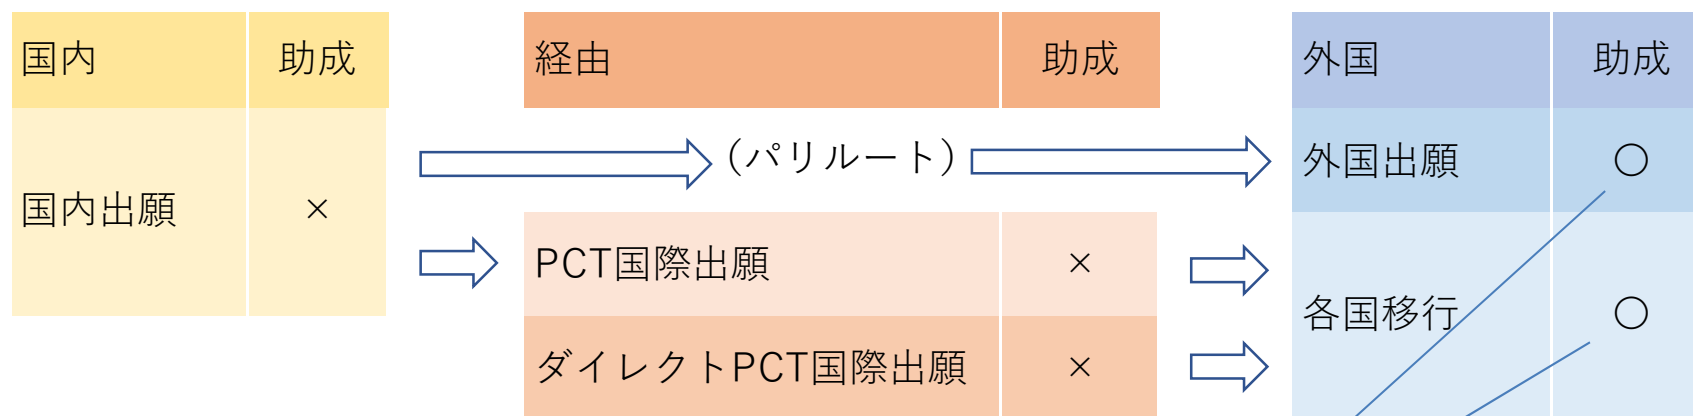 国内 助成 経由 助成 外国 助成
(パリルート) 外国出願 ○
国内出願 ×
PCT国際出願 ×
各国移行 ○
ダイレクトPCT国際出願 ×